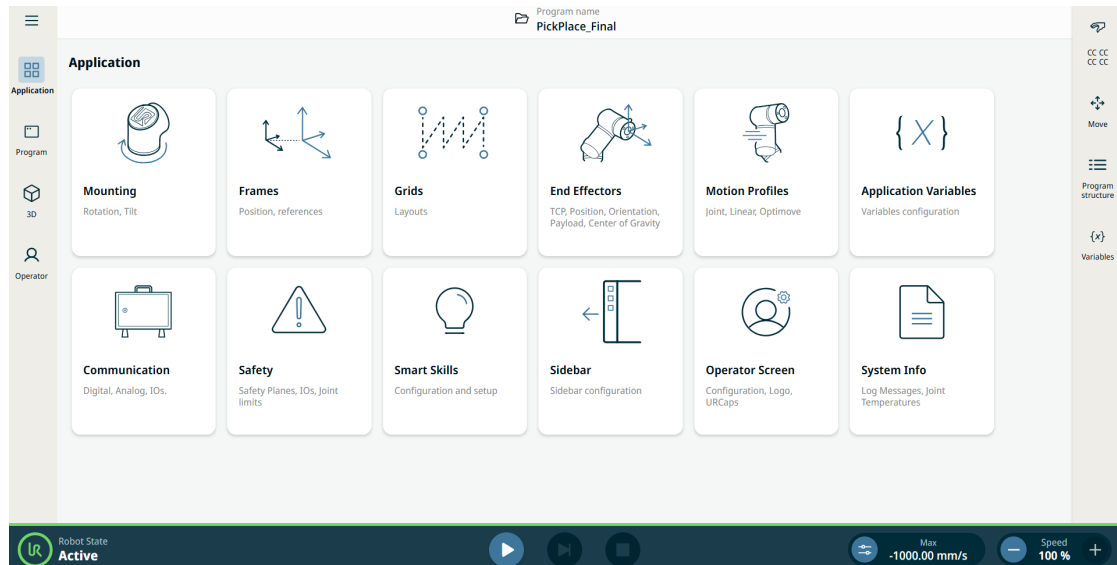 Program name
PickPlace_Final
Application
Application
Program
3D
Operator
Mounting
Rotation, Tilt
Frames
Position, references
Grids
Layouts
End Effectors
TCP, Position, Orientation,
Payload, Center of Gravity
Motion Profiles
Joint, Linear, Optimove
{X}
Application Variables
Variables configuration
Communication
Digital, Analog, IOs.
Safety
Safety Planes, IOs, Joint
limits
Smart Skills
Configuration and setup
Sidebar
Sidebar configuration
Operator Screen
Configuration, Logo,
URCaps
System Info
Log Messages, Joint
Temperatures
CC CC
CC CC
Move
Program
structure
{x}
Variables
UR
Robot State
Active
Max
-1000.00 mm/s
Speed
100 %